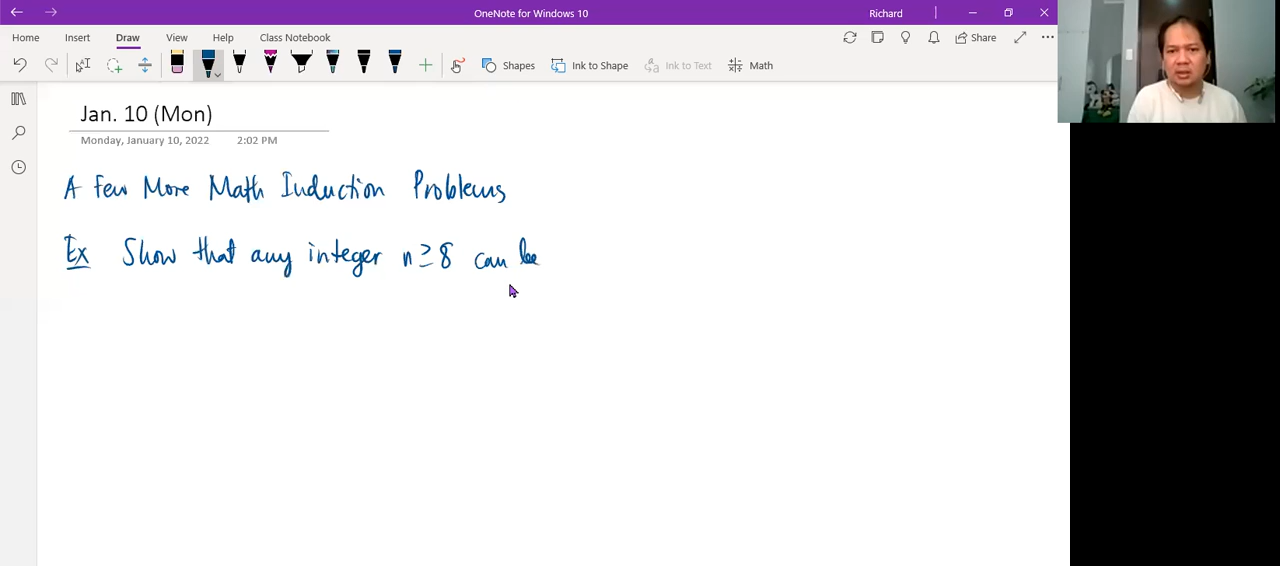 OneNote for Windows 10
Richard
Home Insert Draw View Help Class Notebook
Share
Shapes Ink to Shape Ink to Text Math
Jan. 10 (Mon)
Monday, January 10, 2022 2:02 PM
A Few More Math Induction Problems
Ex Show that any integer n ≥ 8 can be